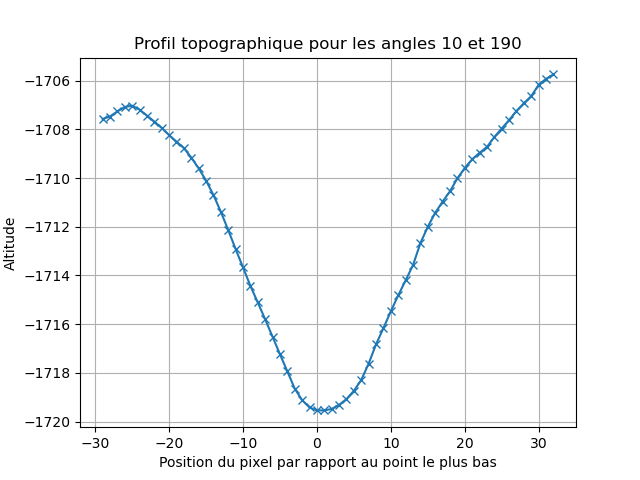 Profil topographique pour les angles 10 et 190
Altitude
−1706
−1708
−1710
−1712
−1714
−1716
−1718
−1720
−30 −20 −10 0 10 20 30
Position du pixel par rapport au point le plus bas